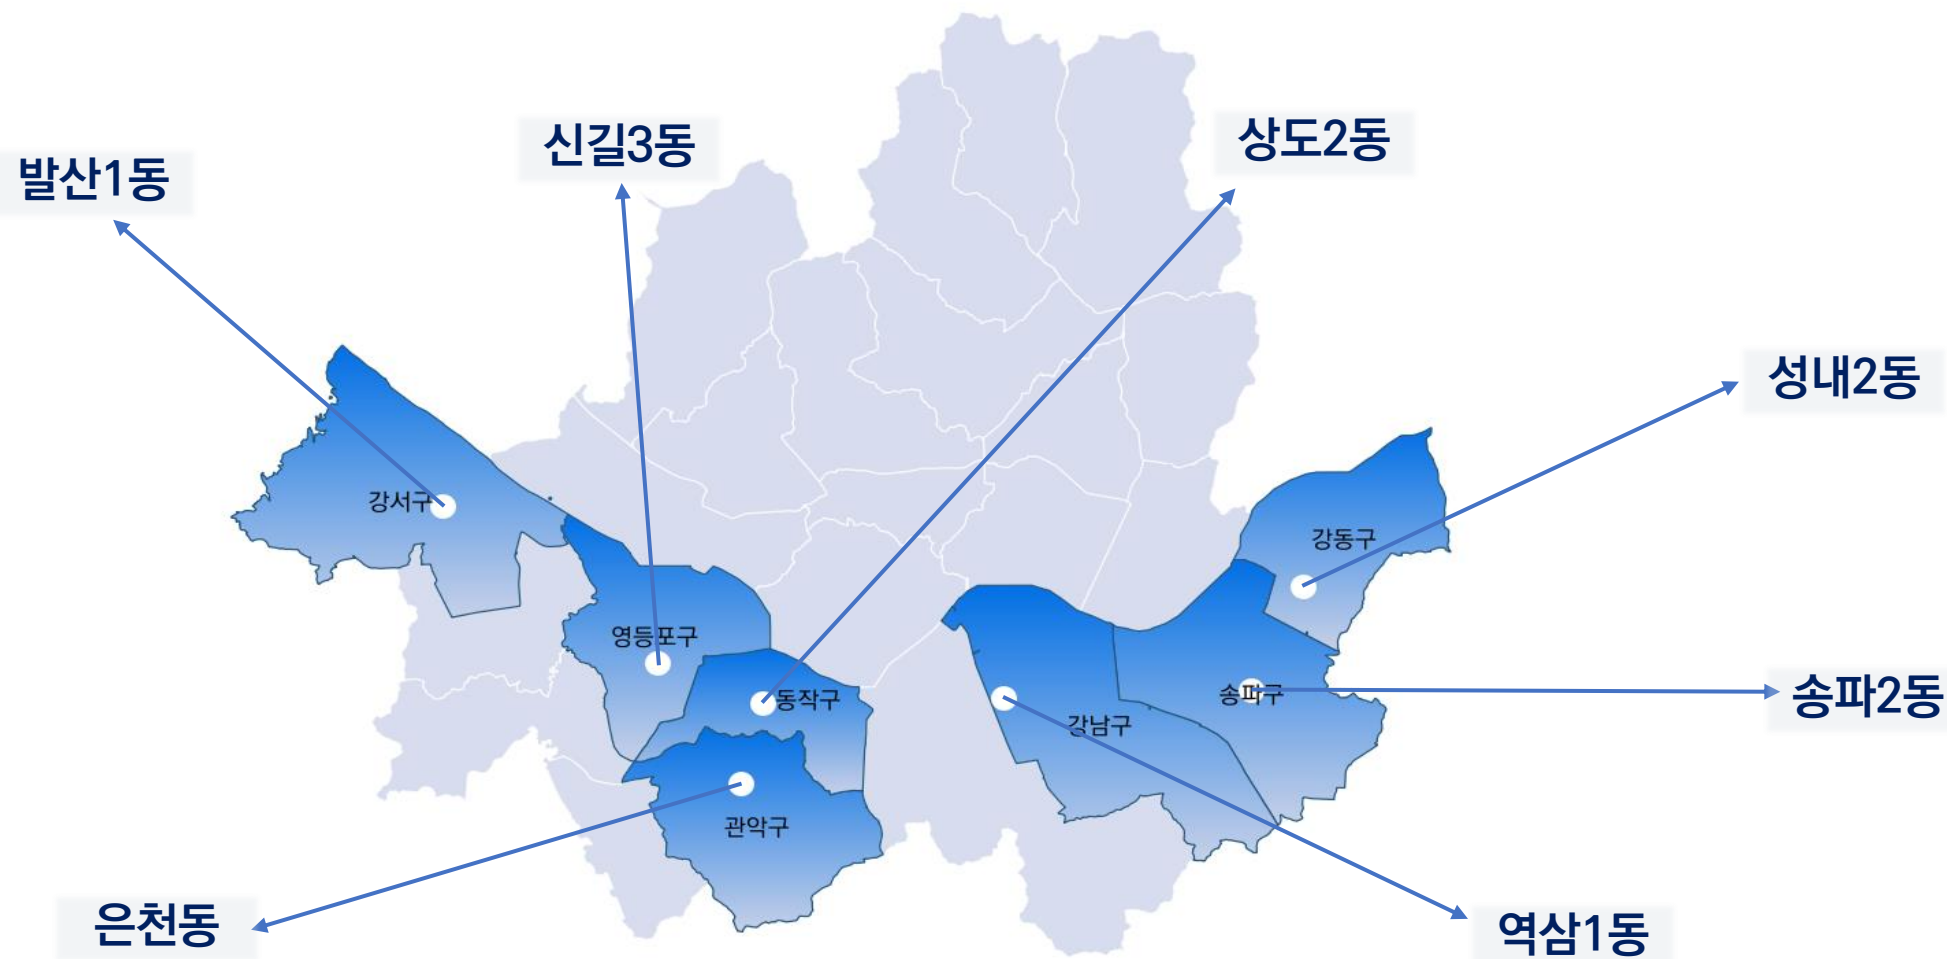 신길3동
상도2동
발산1동
성내2동
강서구
강동구
영등포구
송파구
송파2동
동작구
강남구
관악구
은천동
역삼1동